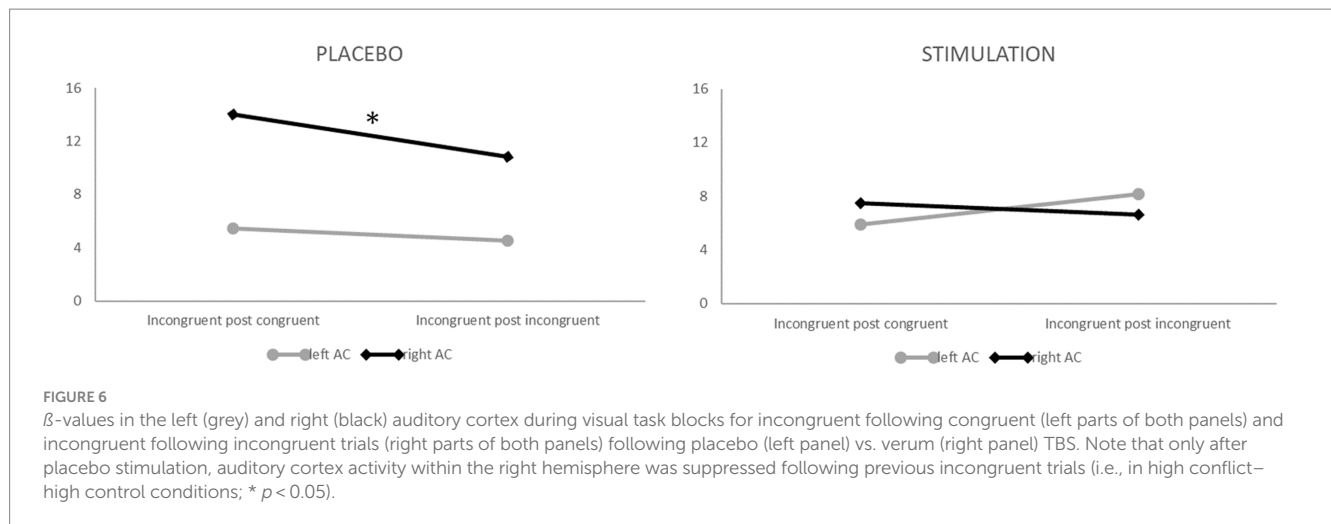 PLACEBO
16
12
8
4
0
*
Incongruent post congruent
Incongruent post incongruent
left AC
right AC
STIMULATION
16
12
8
4
0
Incongruent post congruent
Incongruent post incongruent
left AC
right AC
FIGURE 6
ß-values in the left (grey) and right (black) auditory cortex during visual task blocks for incongruent following congruent (left parts of both panels) and
incongruent following incongruent trials (right parts of both panels) following placebo (left panel) vs. verum (right panel) TBS. Note that only after
placebo stimulation, auditory cortex activity within the right hemisphere was suppressed following previous incongruent trials (i.e., in high conflict–
high control conditions; * p < 0.05).